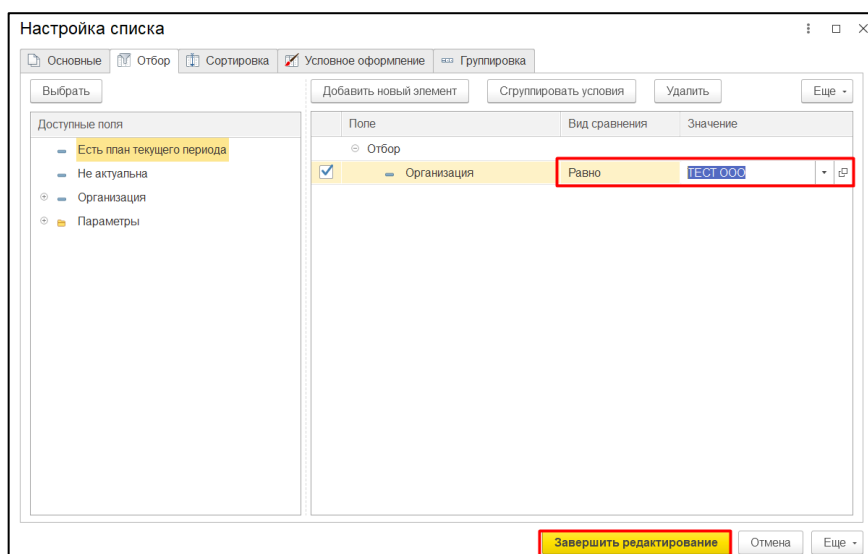 Настройка списка
Основные Отбор Сортировка Условное оформление Группировка
Выбрать Добавить новый элемент Сгруппировать условия Удалить Еще
Доступные поля Поле Вид сравнения Значение
Есть план текущего периода Отбор
Не актуальна Организация Равно ТЕСТ ООО
Организация
Параметры
Завершить редактирование Отмена Еще